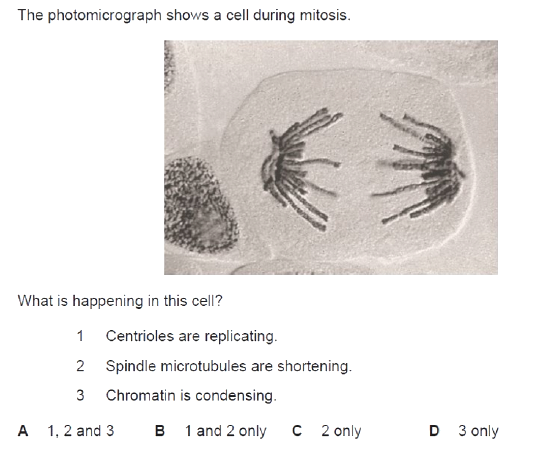 The photomicrograph shows a cell during mitosis.
What is happening in this cell?
1 Centrioles are replicating.
2 Spindle microtubules are shortening.
3 Chromatin is condensing.
A 1, 2 and 3 B 1 and 2 only C 2 only D 3 only